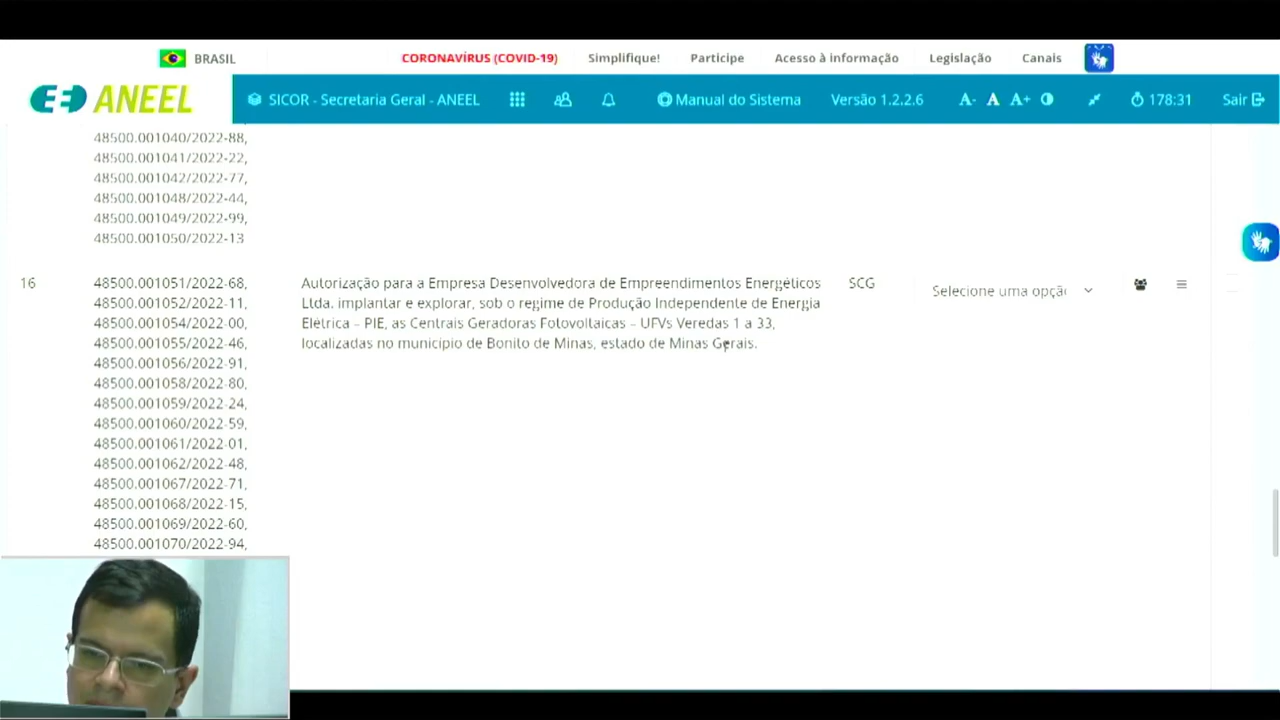 BRASIL
CORONAVÍRUS (COVID-19)
Simplifique!
Participe
Acesso à informação
Legislação
Canais
ANEEL
SICOR - Secretaria Geral - ANEEL
Manual do Sistema
Versão 1.2.2.6
A-
A
A+
178:31
Sair
48500.001040/2022-88,
48500.001041/2022-22,
48500.001042/2022-77,
48500.001048/2022-44,
48500.001049/2022-99,
48500.001050/2022-13
16
48500.001051/2022-68,
48500.001052/2022-11,
48500.001054/2022-00,
48500.001055/2022-46,
48500.001056/2022-91,
48500.001058/2022-80,
48500.001059/2022-24,
48500.001060/2022-59,
48500.001061/2022-01,
48500.001062/2022-48,
48500.001067/2022-71,
48500.001068/2022-15,
48500.001069/2022-60,
48500.001070/2022-94,
Autorização para a Empresa Desenvolvedora de Empreendimentos Energéticos
Ltda. implantar e explorar, sob o regime de Produção Independente de Energia
Elétrica – PIE, as Centrais Geradoras Fotovoltaicas – UFVs Veredas 1 a 33,
localizadas no município de Bonito de Minas, estado de Minas Gerais.
SCG
Selecione uma opçã